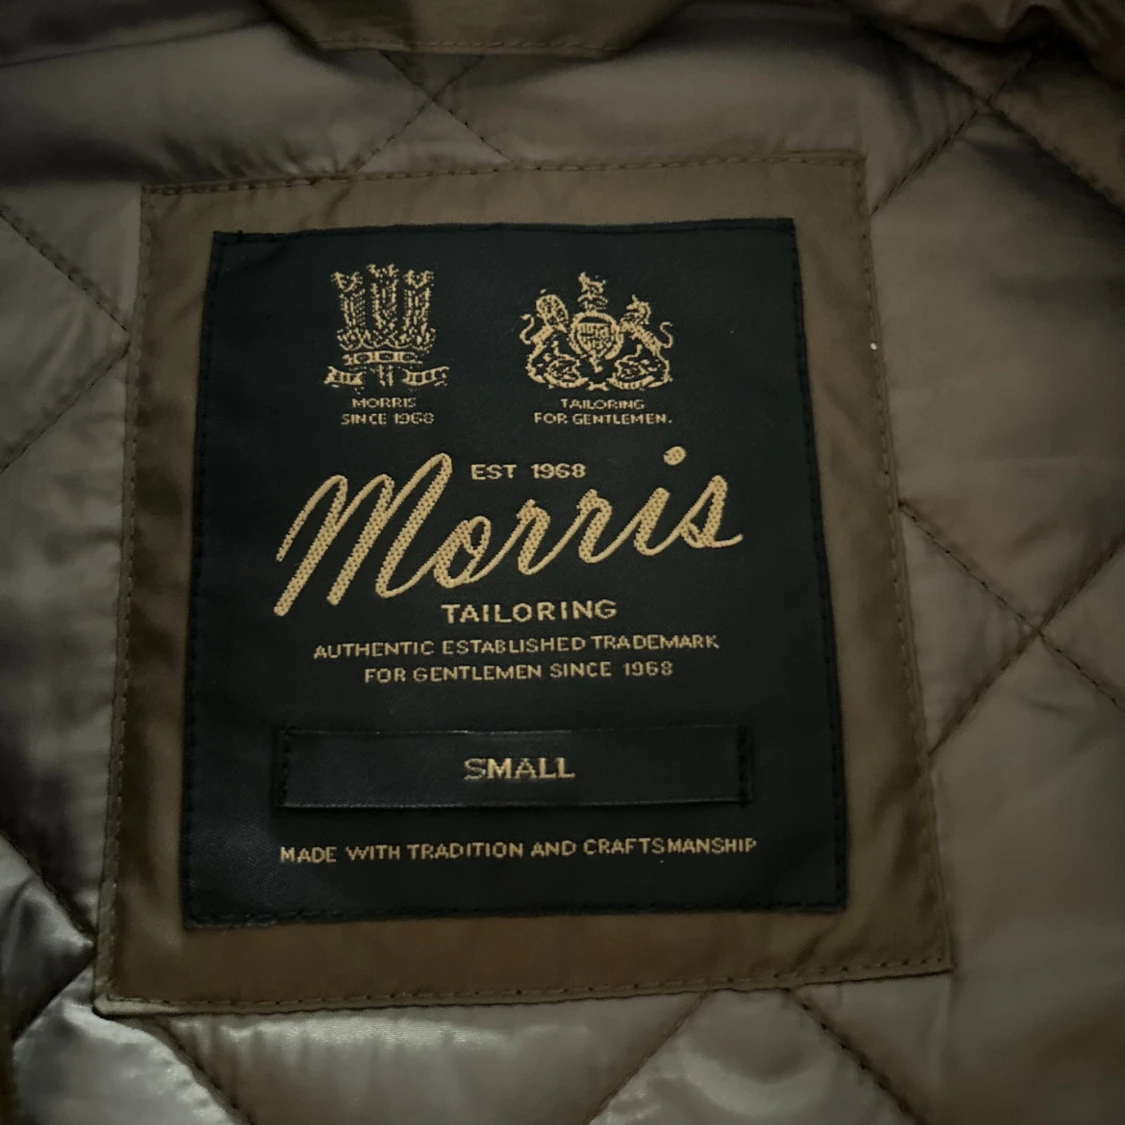 MORRIS
SINCE 1968
TAILORING
FOR GENTLEMEN.
EST 1968
Morris
TAILORING
AUTHENTIC ESTABLISHED TRADEMARK
FOR GENTLEMEN SINCE 1968
SMALL
MADE WITH TRADITION AND CRAFTSMANSHIP